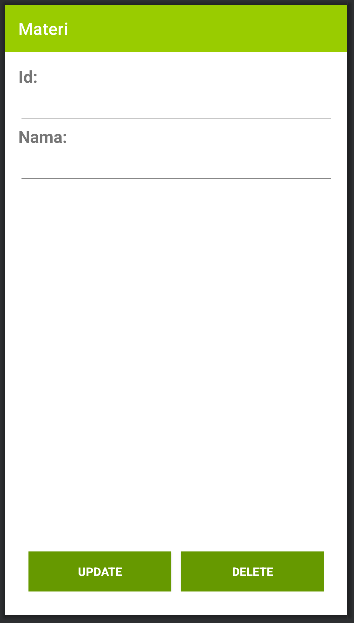 Materi
Id:
Nama:
UPDATE
DELETE